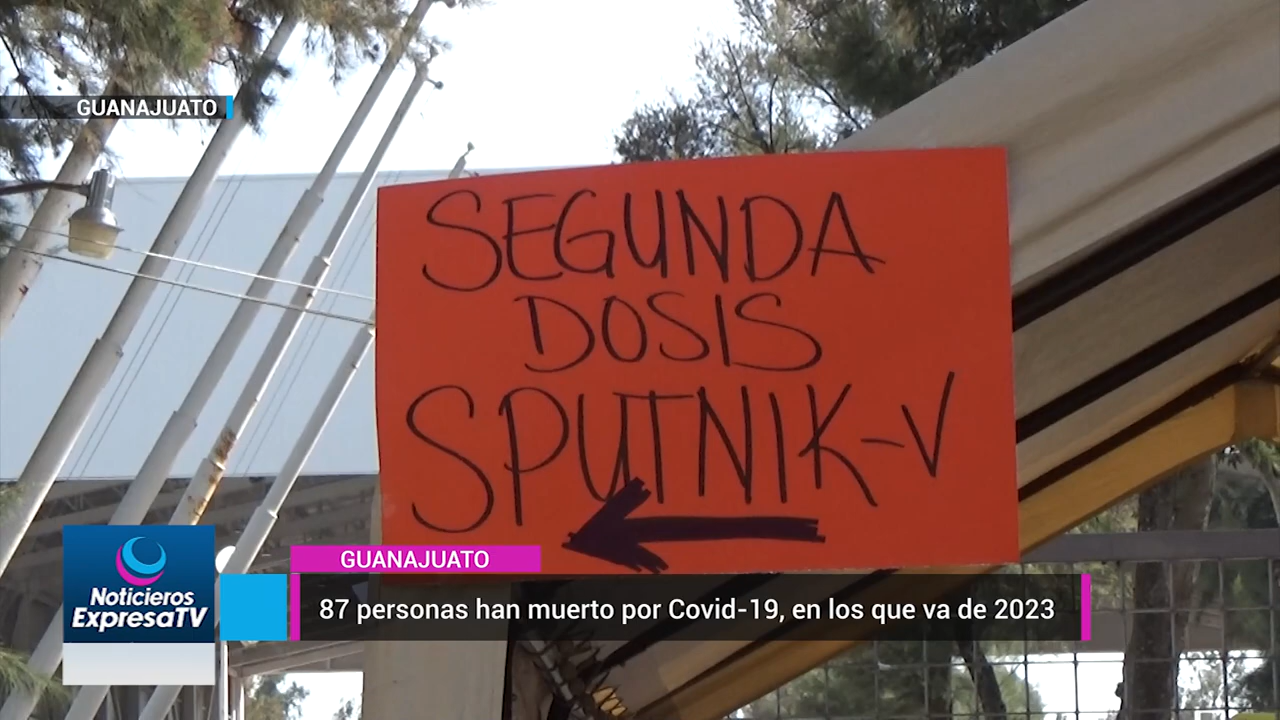 GUANAJUATO
SEGUNDA
DOSIS
SPUTNIK-V
GUANAJUATO
Noticieros
ExpresaTV
87 personas han muerto por Covid-19, en los que va de 2023